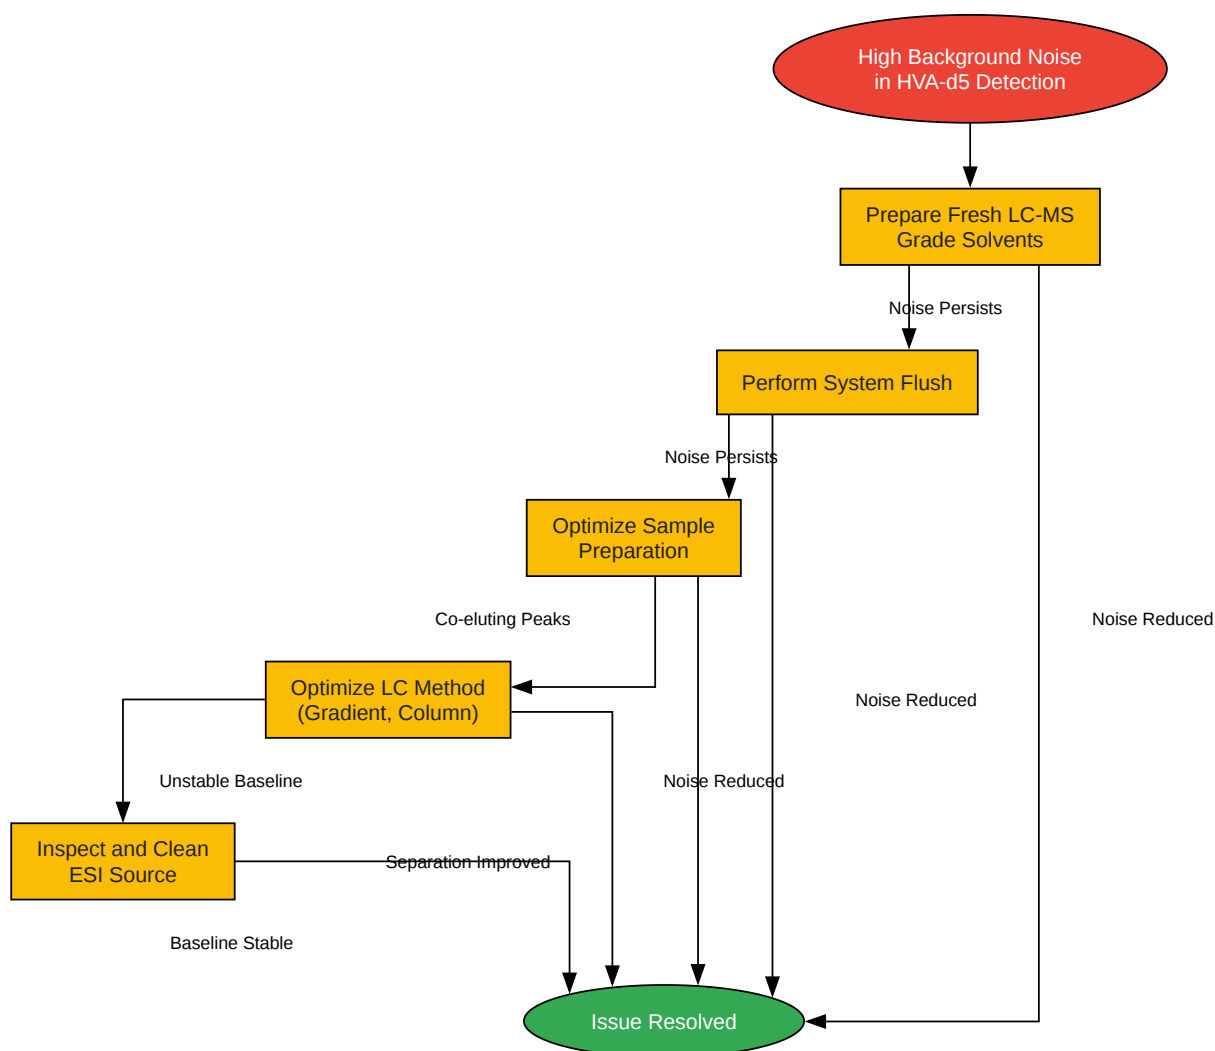 High Background Noise
in HVA-d5 Detection
Prepare Fresh LC-MS
Grade Solvents
Noise Persists
Perform System Flush
Noise Persists
Optimize Sample
Preparation
Co-eluting Peaks
Noise Reduced
Optimize LC Method
(Gradient, Column)
Noise Reduced
Unstable Baseline
Noise Reduced
Inspect and Clean
ESI Source
Separation Improved
Baseline Stable
Issue Resolved